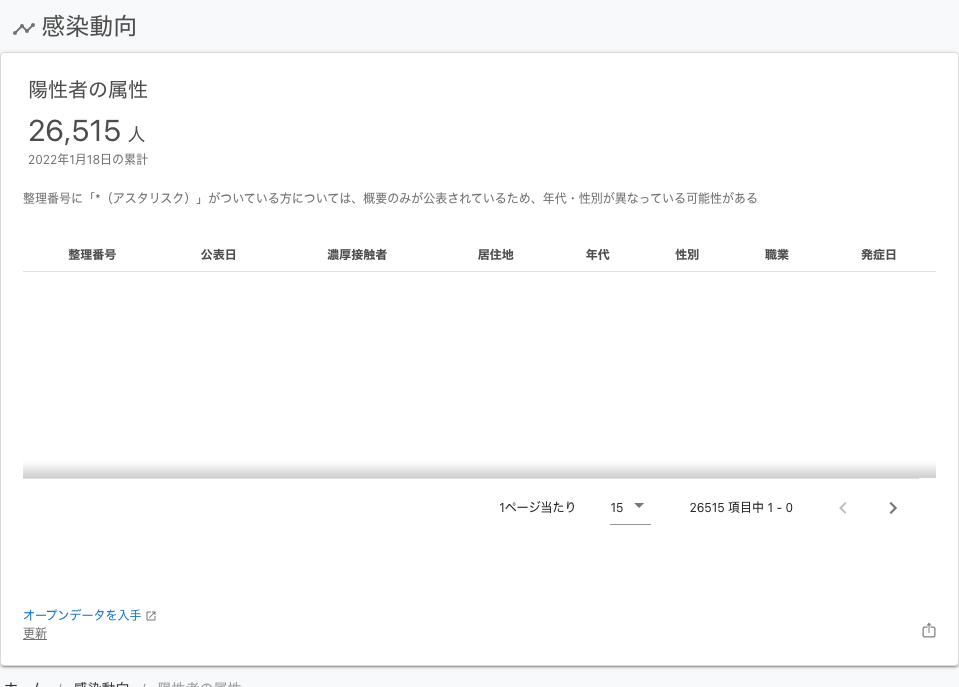 感染動向
陽性者の属性
26,515 人
2022年1月18日の累計
整理番号に「*（アスタリスク）」がついている方については、概要のみが公表されているため、年代・性別が異なっている可能性がある
整理番号 公表日 濃厚接触者 居住地 年代 性別 職業 発症日
1ページ当たり 15 26515 項目中 1 - 0
オープンデータを入手
更新
ホーム / 感染動向 / 陽性者の属性